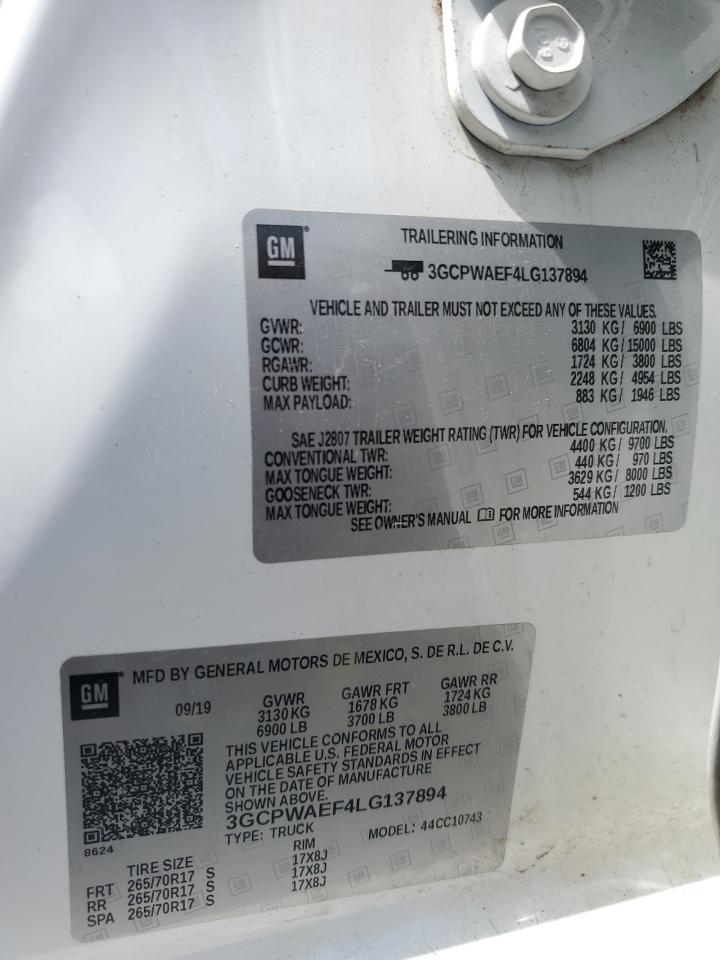 GM
TRAILERING INFORMATION
3GCPWAEF4LG137894
VEHICLE AND TRAILER MUST NOT EXCEED ANY OF THESE VALUES.
GVWR: 3130 KG / 6900 LBS
GCWR: 6804 KG / 15000 LBS
RGAWR: 1724 KG / 3800 LBS
CURB WEIGHT: 2248 KG / 4954 LBS
MAX PAYLOAD: 883 KG / 1946 LBS
SAE J2807 TRAILER WEIGHT RATING (TWR) FOR VEHICLE CONFIGURATION.
CONVENTIONAL TWR: 4400 KG / 9700 LBS
MAX TONGUE WEIGHT: 440 KG / 970 LBS
GOOSENECK TWR: 3629 KG / 8000 LBS
MAX TONGUE WEIGHT: 544 KG / 1200 LBS
SEE OWNER'S MANUAL FOR MORE INFORMATION
GM
MFD BY GENERAL MOTORS DE MEXICO, S. DE R.L. DE C.V.
09/19 GVWR GAWR FRT GAWR RR
3130 KG 1678 KG 1724 KG
6900 LB 3700 LB 3800 LB
THIS VEHICLE CONFORMS TO ALL
APPLICABLE U.S. FEDERAL MOTOR
VEHICLE SAFETY STANDARDS IN EFFECT
ON THE DATE OF MANUFACTURE
SHOWN ABOVE.
3GCPWAEF4LG137894
TYPE: TRUCK MODEL: 44CC10743
8624
TIRE SIZE RIM
FRT 265/70R17 S 17X8J
RR 265/70R17 S 17X8J
SPA 265/70R17 S 17X8J